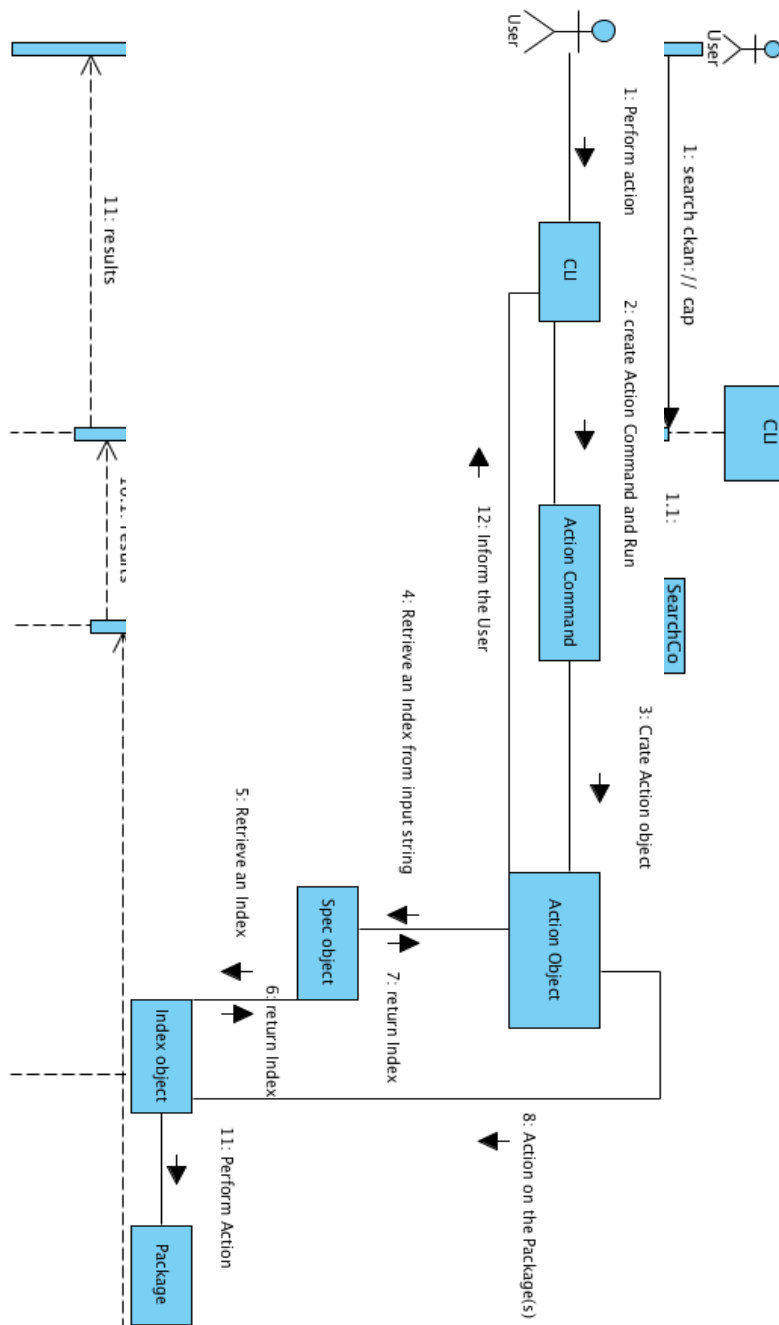 User
CLI
1: search ckan:// cap
1.1:
SearchCo
User
1: Perform action
CLI
2: create Action Command and Run
Action Command
3: Crate Action object
Action Object
12: Inform the User
4: Retrieve an Index from input string
7: return Index
Spec object
5: Retrieve an Index
6: return Index
Index object
8: Action on the Package(s)
11: Perform Action
Package
11: results
results